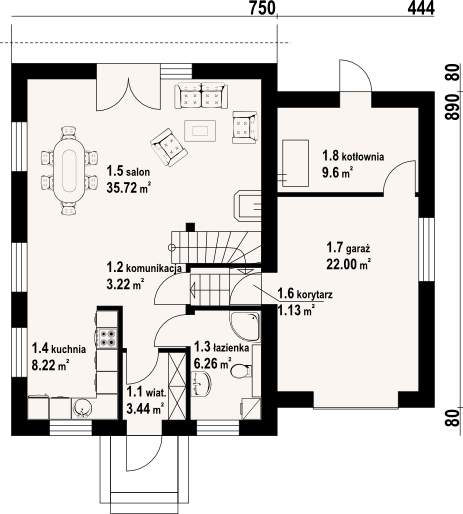 750 444
80
890
1.8 kotłownia
9.6 m²
1.5 salon
35.72 m²
1.7 garaż
22.00 m²
1.2 komunikacja
3.22 m²
1.6 korytarz
1.13 m²
1.4 kuchnia
8.22 m²
1.3 łazienka
6.26 m²
1.1 wiat.
3.44 m²
80